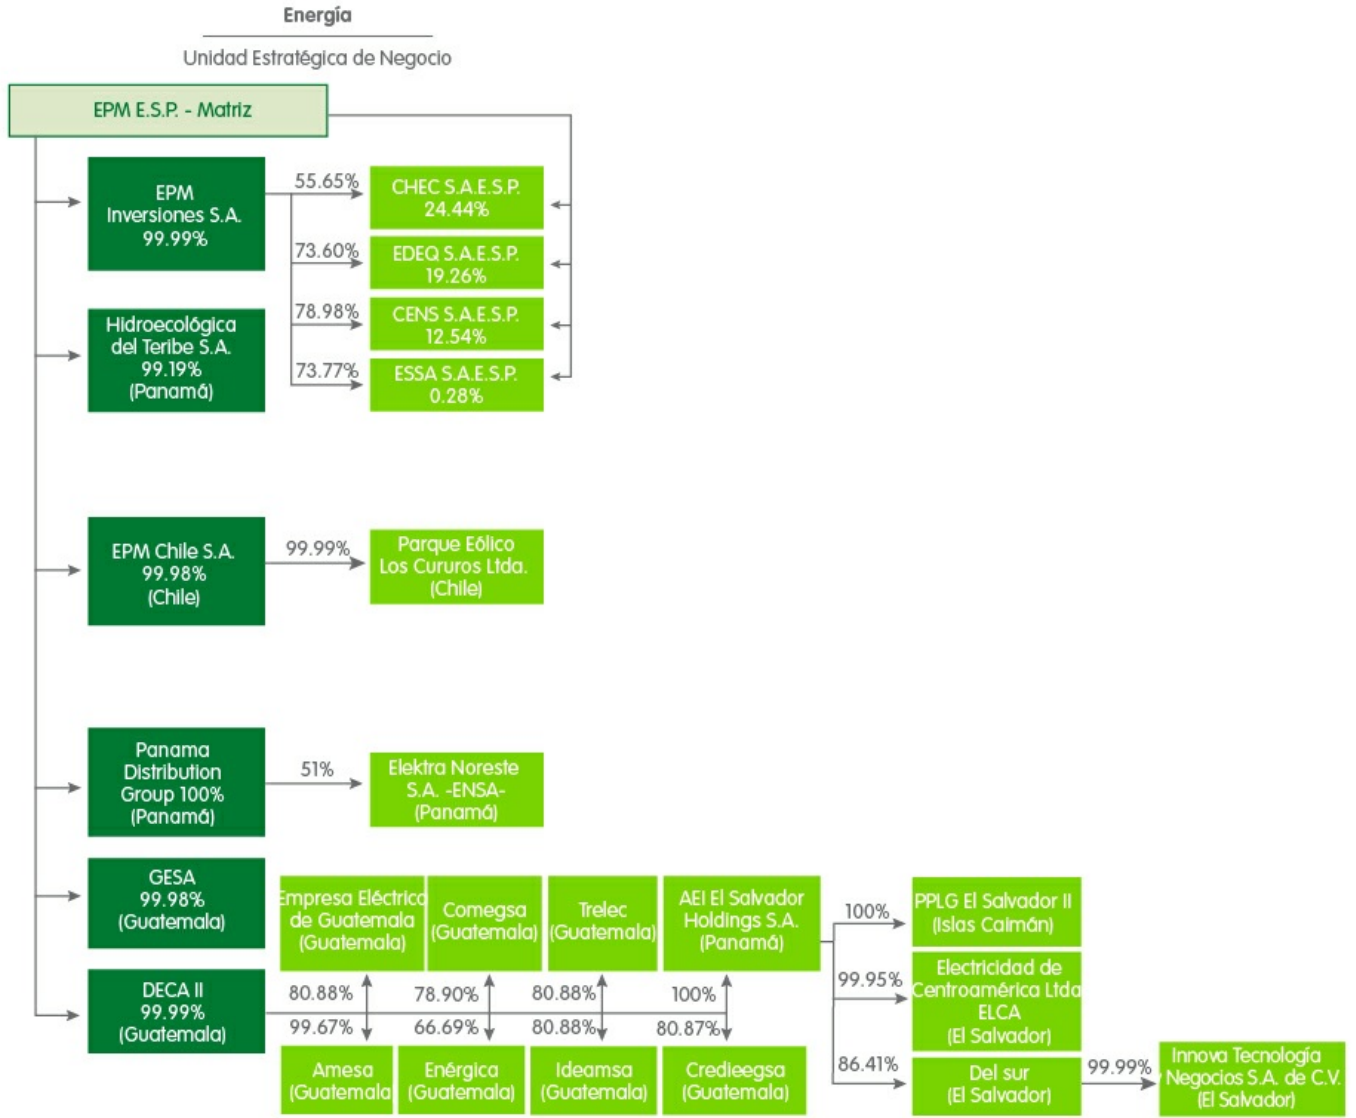 Energía
Unidad Estratégica de Negocio
EPM E.S.P. - Matriz
EPM
Inversiones S.A.
99.99%
55.65%
CHEC S.A.E.S.P.
24.44%
73.60%
EDEQ S.A.E.S.P.
19.26%
78.98%
CENS S.A.E.S.P.
12.54%
73.77%
ESSA S.A.E.S.P.
0.28%
Hidroecológica
del Teribe S.A.
99.19%
(Panamá)
EPM Chile S.A.
99.98%
(Chile)
99.99%
Parque Eólico
Los Cururos Ltda.
(Chile)
Panama
Distribution
Group 100%
(Panamá)
51%
Elektra Noreste
S.A. -ENSA-
(Panamá)
GESA
99.98%
(Guatemala)
DECA II
99.99%
(Guatemala)
Empresa Eléctrica
de Guatemala
(Guatemala)
Comegsa
(Guatemala)
Trelec
(Guatemala)
AEI El Salvador
Holdings S.A.
(Panamá)
80.88%
78.90%
80.88%
100%
99.67%
66.69%
80.88%
80.87%
Amesa
(Guatemala)
Enérgica
(Guatemala)
Ideamsa
(Guatemala)
Credieegsa
(Guatemala)
100%
PPLG El Salvador II
(Islas Caimán)
99.95%
Electricidad de
Centroamérica Ltda
ELCA
(El Salvador)
86.41%
Del sur
(El Salvador)
99.99%
Innova Tecnología
Negocios S.A. de C.V.
(El Salvador)